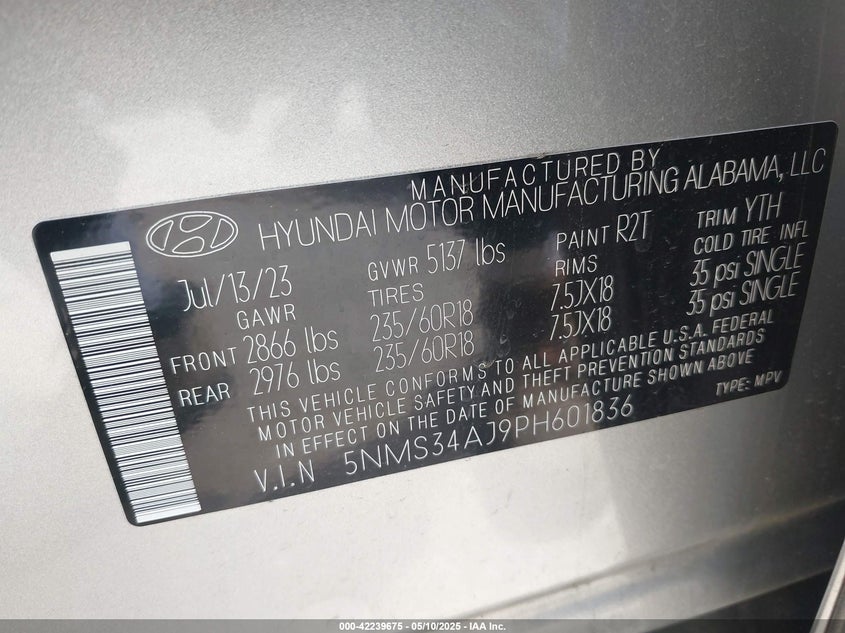 MANUFACTURED BY
HYUNDAI MOTOR MANUFACTURING ALABAMA, LLC
Jul/13/23 GVWR 5137 lbs PAINT R2T TRIM YTH
GAWR TIRES RIMS COLD TIRE INFL
FRONT 2866 lbs 235/60R18 7.5JX18 35 psi SINGLE
REAR 2976 lbs 235/60R18 7.5JX18 35 psi SINGLE
THIS VEHICLE CONFORMS TO ALL APPLICABLE U.S.A. FEDERAL
MOTOR VEHICLE SAFETY AND THEFT PREVENTION STANDARDS
IN EFFECT ON THE DATE OF MANUFACTURE SHOWN ABOVE
V.I.N 5NMS34AJ9PH601836 TYPE: MPV
000-42239675 - 05/10/2025 - IAA Inc.